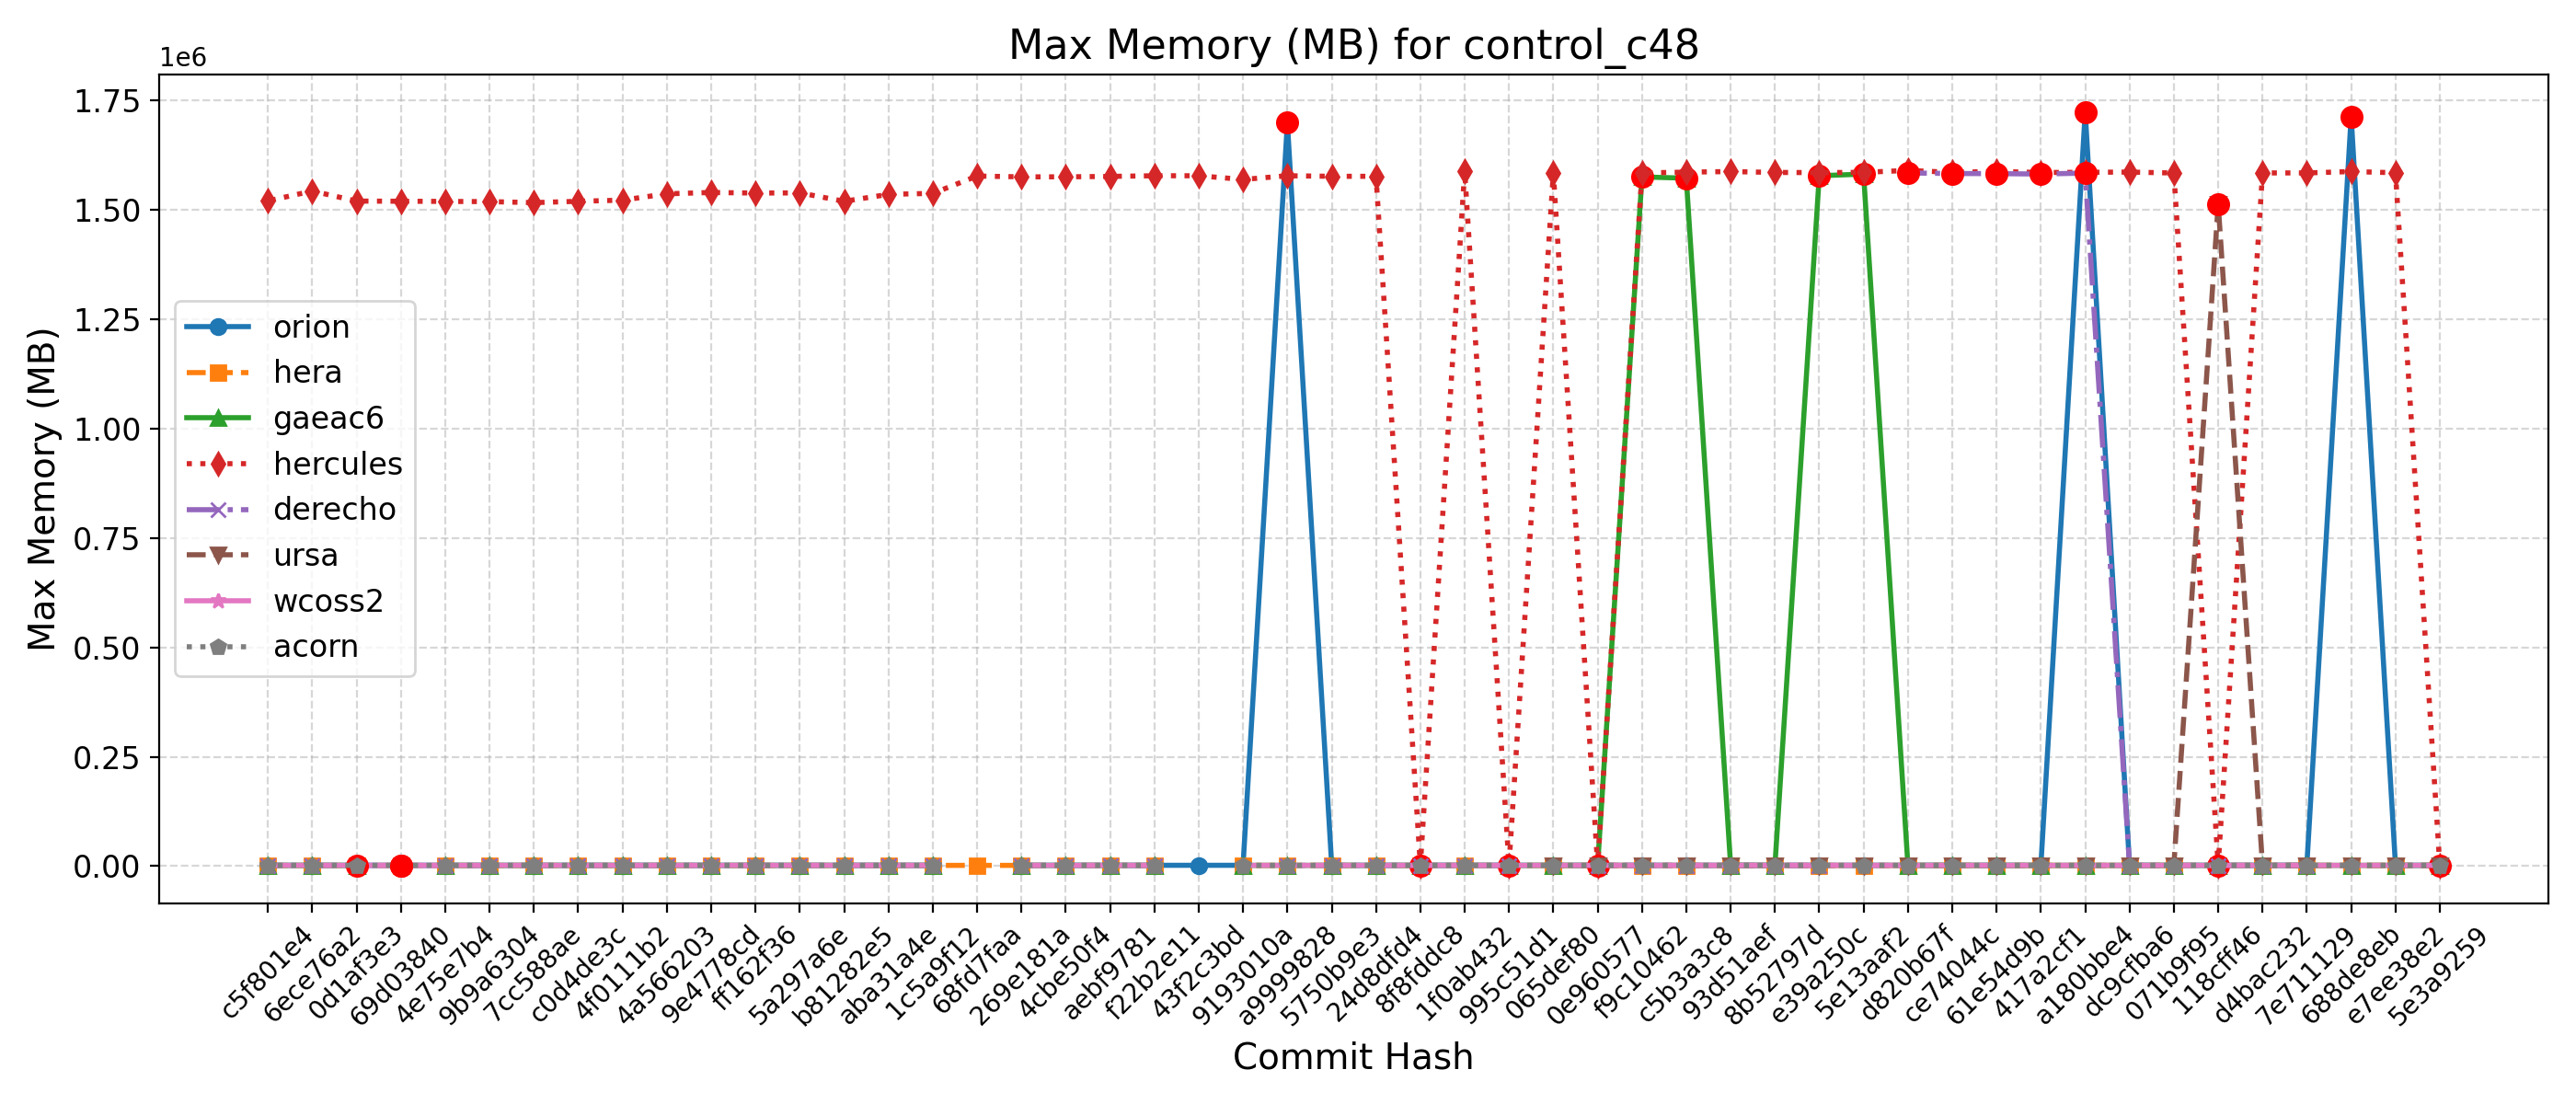 Max Memory (MB) for control_c48
1e6
1.75
1.50
1.25
1.00
0.75
0.50
0.25
0.00
Max Memory (MB)
orion
hera
gaeac6
hercules
derecho
ursa
wcoss2
acorn
c5f801e4
6ece76a2
0d1af3e3
69d03840
4e75e7b4
9b9a6304
7cc588ae
c0d4de3c
4f0111b2
4a566203
9e4778cd
ff162f36
5a297a6e
b81282e5
aba31a4e
1c5a9f12
68fd7faa
269e181a
4cbe50f4
aebf9781
f22b2e11
43f2c3bd
9193010a
a9999828
5750b9e3
24d8dfd4
8f8fddc8
1f0ab432
995c51d1
065def80
0e960577
f9c10462
c5b3a3c8
93d51aef
8b52797d
e39a250c
5e13aaf2
d820b67f
ce74044c
61e54d9b
417a2cf1
a180bbe4
dc9cfba6
071b9f95
118cff46
d4bac232
7e711129
688de8eb
e7ee38e2
5e3a9259
Commit Hash